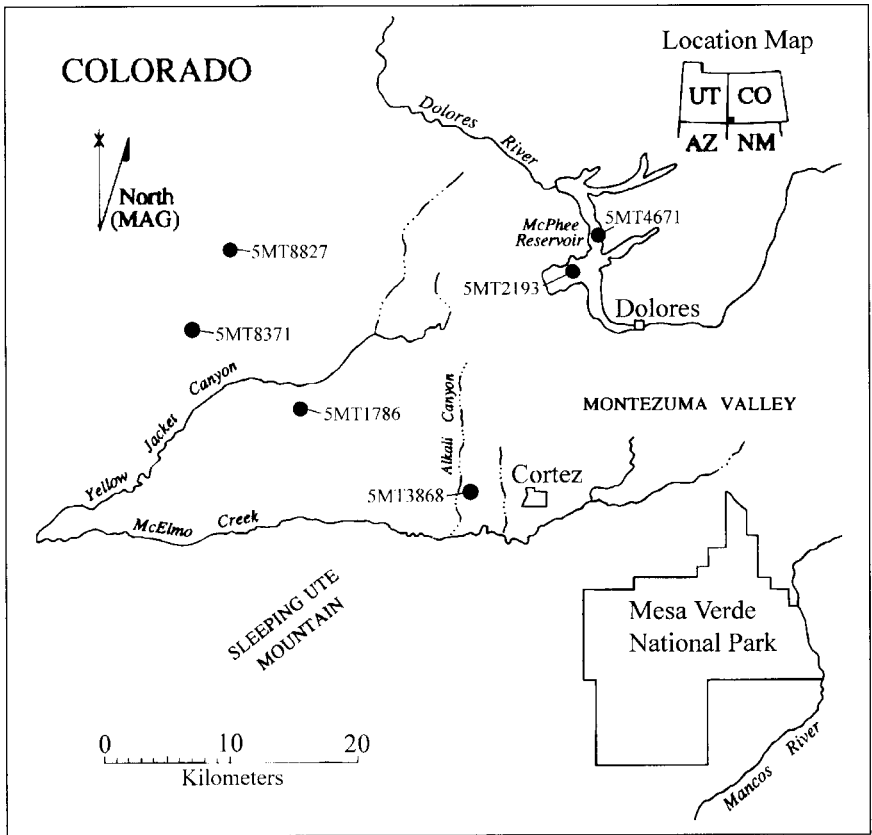 COLORADO
Location Map
UT CO
AZ NM
Dolores
River
North
(MAG)
5MT4671
McPhee
Reservoir
5MT8827
5MT2193
Dolores
5MT8371
Yellow Jacket Canyon
5MT1786
MONTEZUMA VALLEY
Alkali Canyon
Cortez
5MT3868
McElmo Creek
SLEEPING UTE
MOUNTAIN
Mesa Verde
National Park
0 10 20
Kilometers
Mancos River